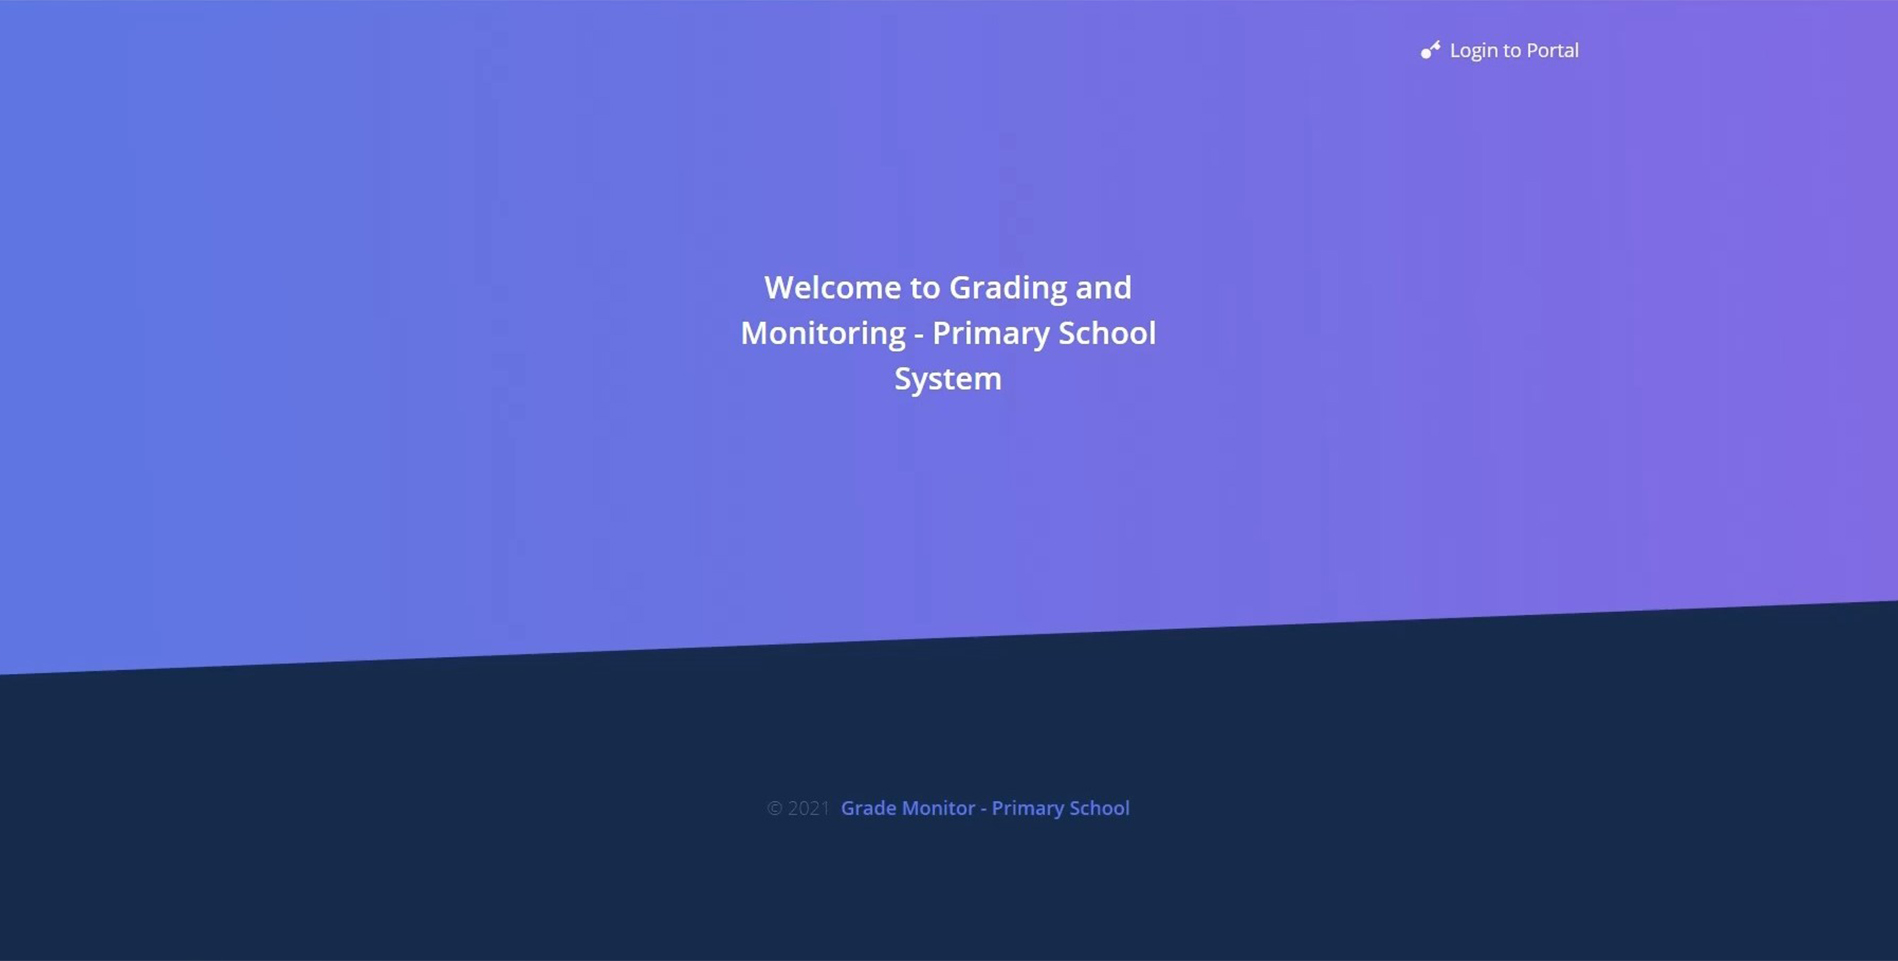 Login to Portal
Welcome to Grading and
Monitoring - Primary School
System
© 2021 Grade Monitor - Primary School